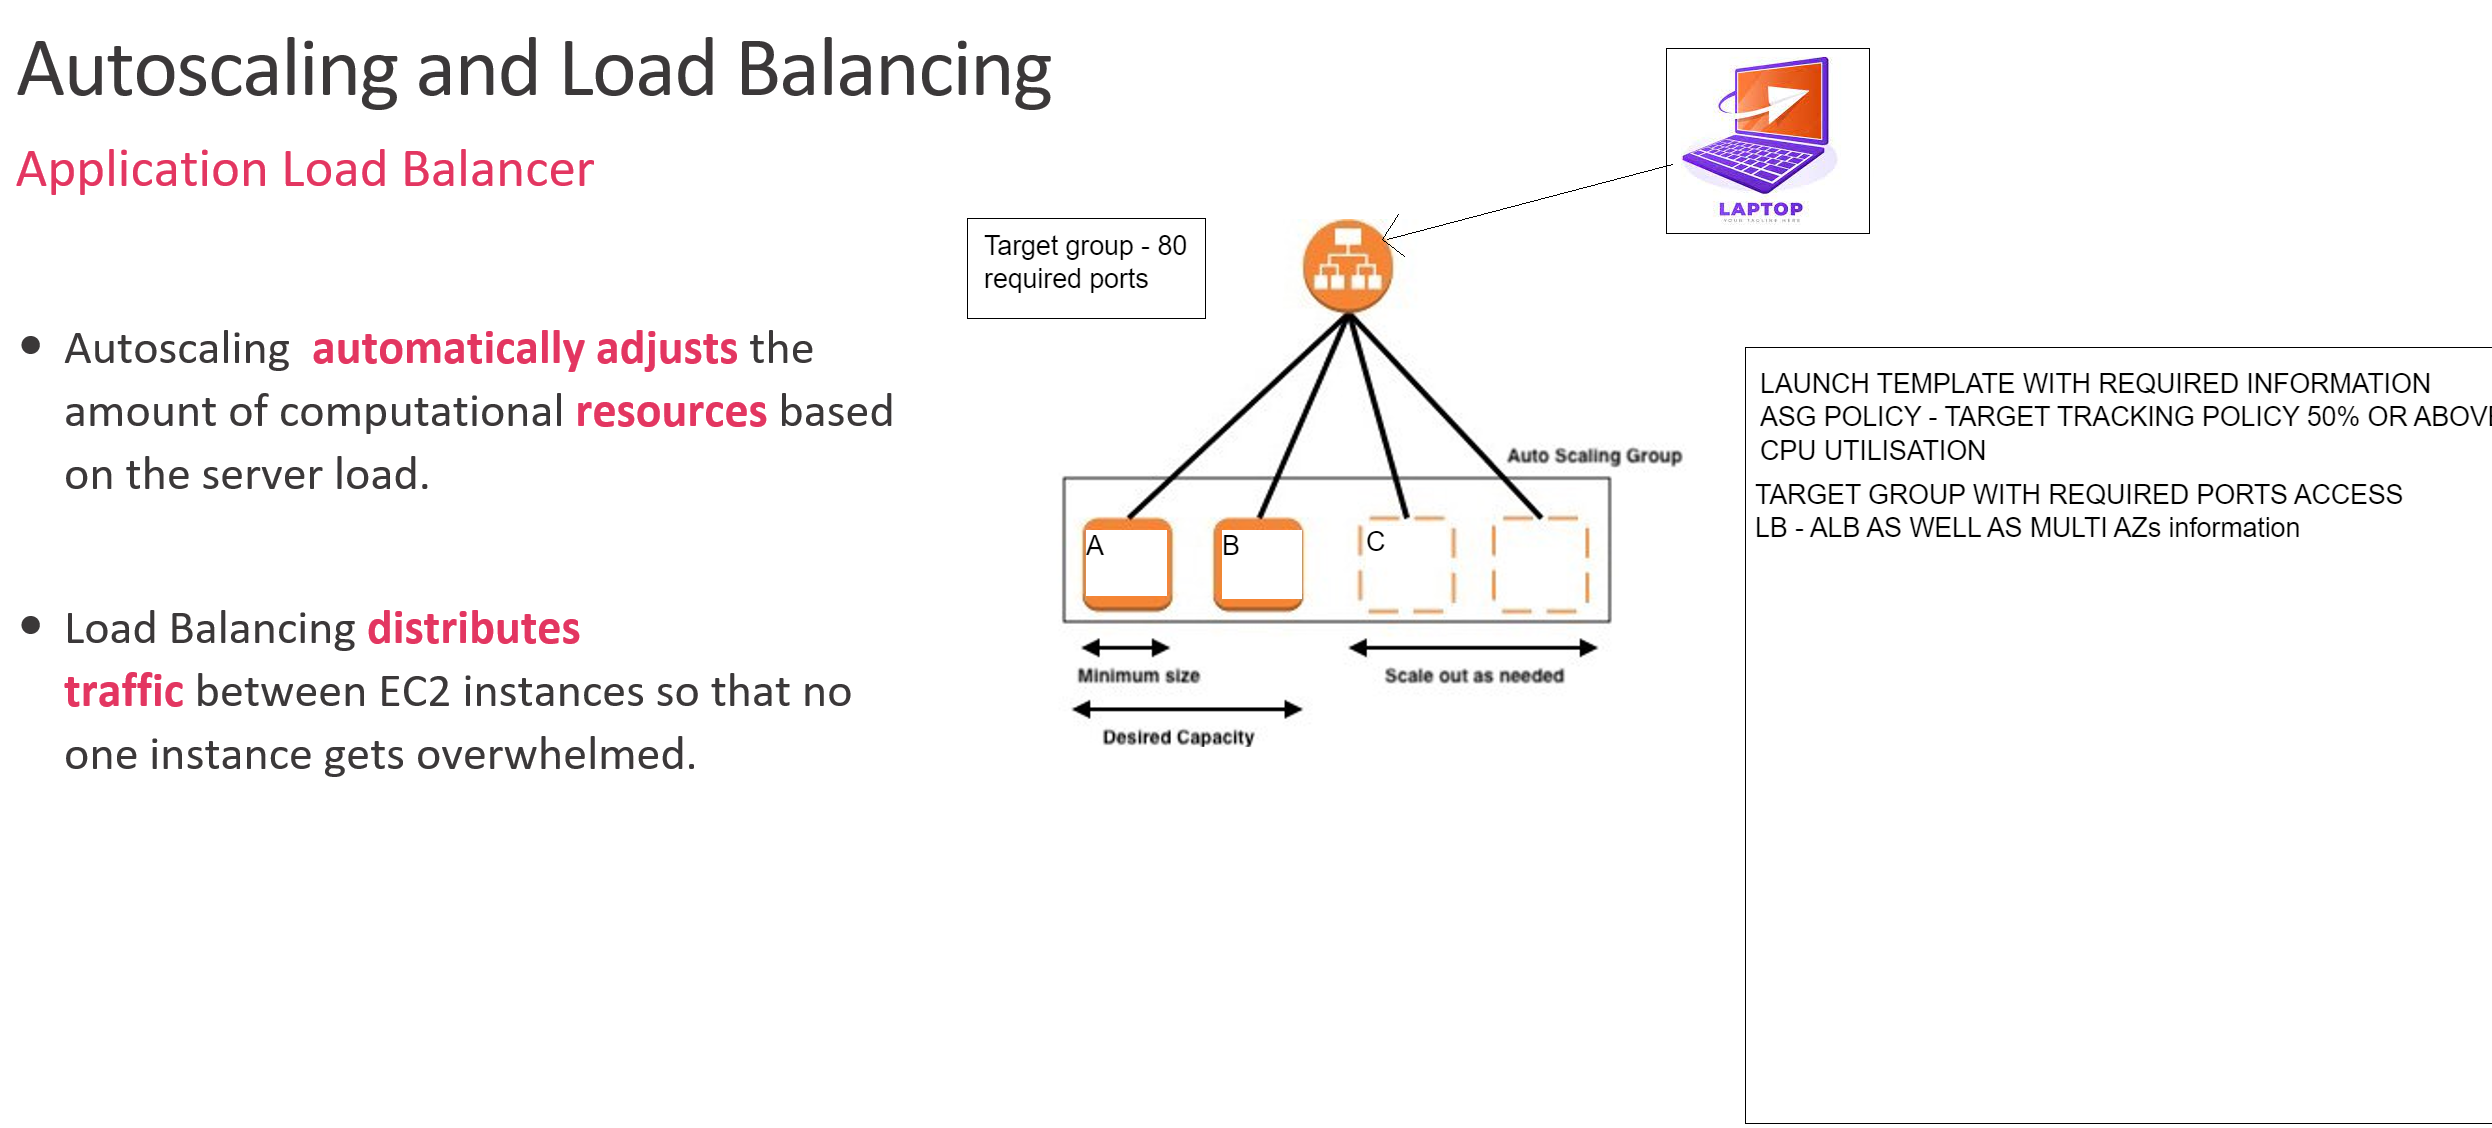 Autoscaling and Load Balancing
Application Load Balancer
• Autoscaling automatically adjusts the
amount of computational resources based
on the server load.
• Load Balancing distributes
traffic between EC2 instances so that no
one instance gets overwhelmed.
Target group - 80
required ports
LAPTOP
YOUR TAGLINE HERE
Auto Scaling Group
A
B
C
Minimum size
Scale out as needed
Desired Capacity
LAUNCH TEMPLATE WITH REQUIRED INFORMATION
ASG POLICY - TARGET TRACKING POLICY 50% OR ABOVE
CPU UTILISATION
TARGET GROUP WITH REQUIRED PORTS ACCESS
LB - ALB AS WELL AS MULTI AZs information